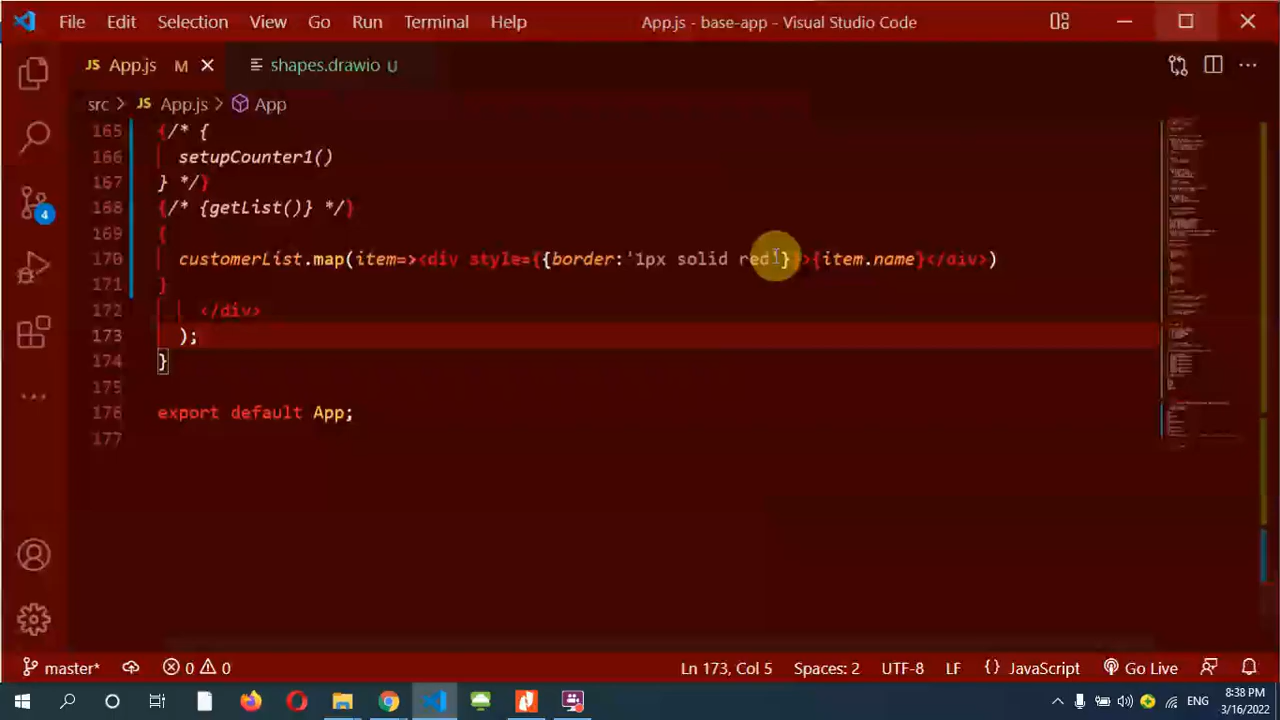 File Edit Selection View Go Run Terminal Help App.js - base-app - Visual Studio Code
JS App.js M shapes.drawio U
src > JS App.js > App
165 {/* {
166 setupCounter1()
167 } */}
168 {/* {getList()} */}
169 {
170 customerList.map(item=><div style={{border:'1px solid red'}}>{item.name}</div>)
171 }
172 </div>
173 );
174 }
175
176 export default App;
177
4
master* 0 0 Ln 173, Col 5 Spaces: 2 UTF-8 LF {} JavaScript Go Live
ENG 8:38 PM
3/16/2022